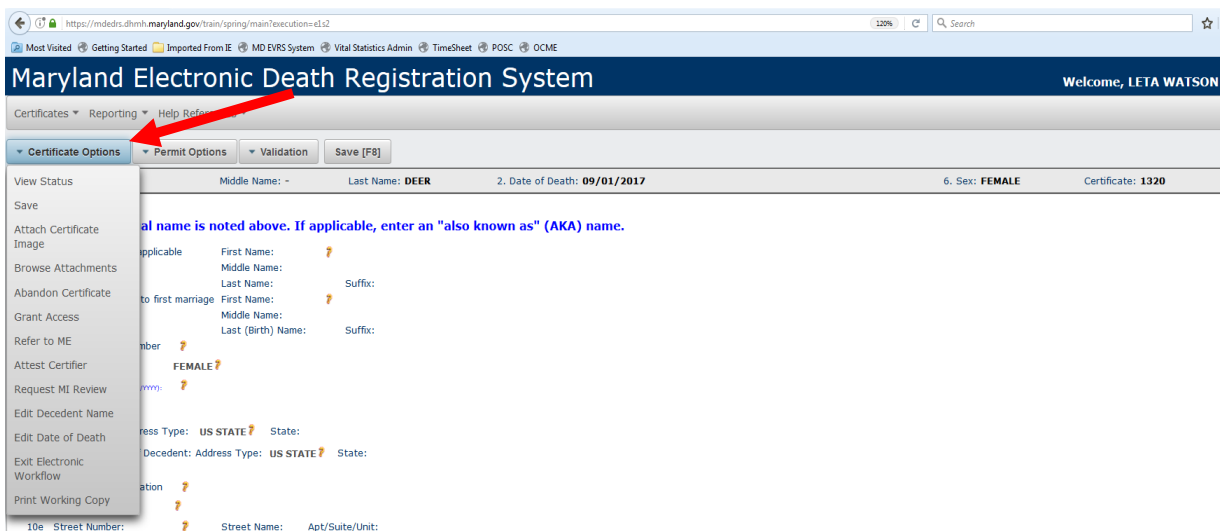 https://mdedrs.dhmh.maryland.gov/train/spring/main?execution=e1s2 120% Search
Most Visited Getting Started Imported From IE MD EVRS System Vital Statistics Admin TimeSheet POSC OCME
Maryland Electronic Death Registration System Welcome, LETA WATSON
Certificates Reporting Help
Certificate Options Permit Options Validation Save [F8]
View Status
Middle Name: - Last Name: DEER 2. Date of Death: 09/01/2017 6. Sex: FEMALE Certificate: 1320
Save
al name is noted above. If applicable, enter an "also known as" (AKA) name.
Attach Certificate
Image
applicable First Name:
Middle Name:
Browse Attachments
Last Name: Suffix:
Abandon Certificate
to first marriage First Name:
Middle Name:
Grant Access
Last (Birth) Name: Suffix:
Refer to ME
mber
Attest Certifier
FEMALE
Request MI Review
/YYYY):
Edit Decedent Name
ress Type: US STATE State:
Edit Date of Death
Decedent: Address Type: US STATE State:
Exit Electronic
Workflow
ation
Print Working Copy
10e Street Number: Street Name: Apt/Suite/Unit: